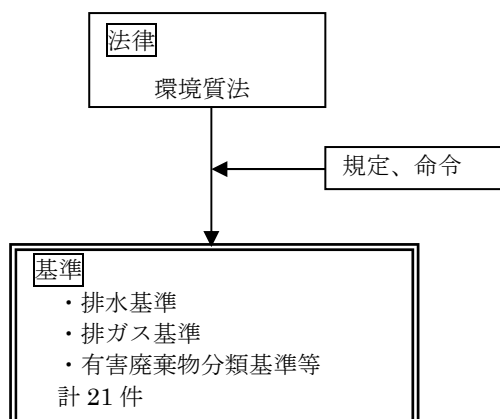 法律
環境質法
規定、命令
基準
・排水基準
・排ガス基準
・有害廃棄物分類基準等
計 21 件